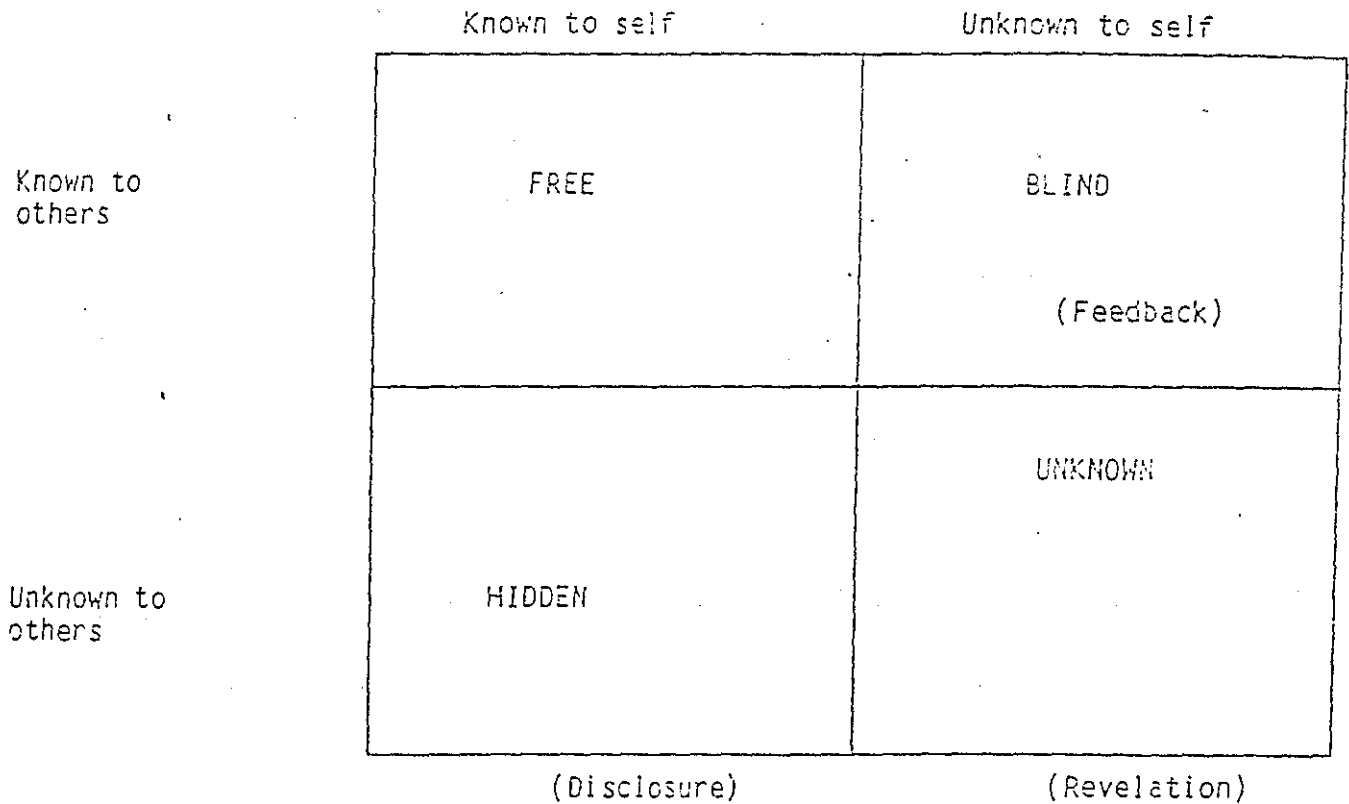 Known to self
Unknown to self
Known to
others
FREE
BLIND
(Feedback)
UNKNOWN
Unknown to
others
HIDDEN
(Disclosure)
(Revelation)